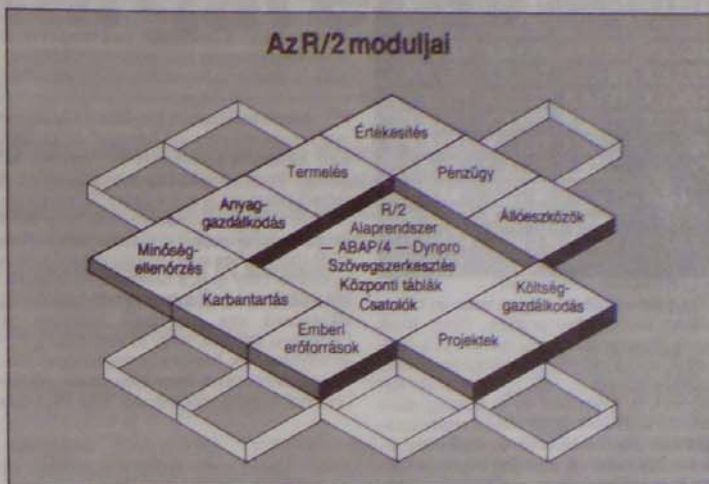 Az R/2 moduljai
Értékesítés
Termelés
Pénzügy
Anyag-
gazdálkodás
Állóeszközök
Minőség-
ellenőrzés
R/2
Alaprendszer
— ABAP/4 — Dynpro
Szövegszerkesztés
Központi táblák
Csatolók
Költség-
gazdálkodás
Karbantartás
Emberi
erőforrások
Projektek